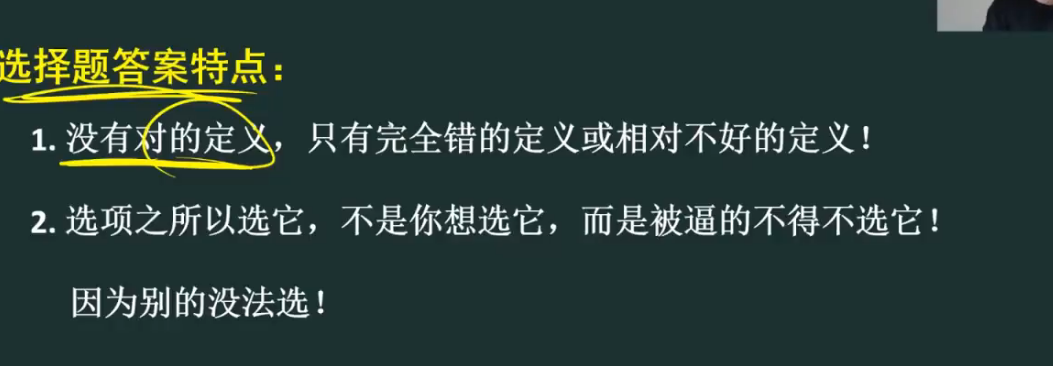 选择题答案特点：
1. 没有对的定义，只有完全错的定义或相对不好的定义！
2. 选项之所以选它，不是你想选它，而是被逼的不得不选它！
因为别的没法选！